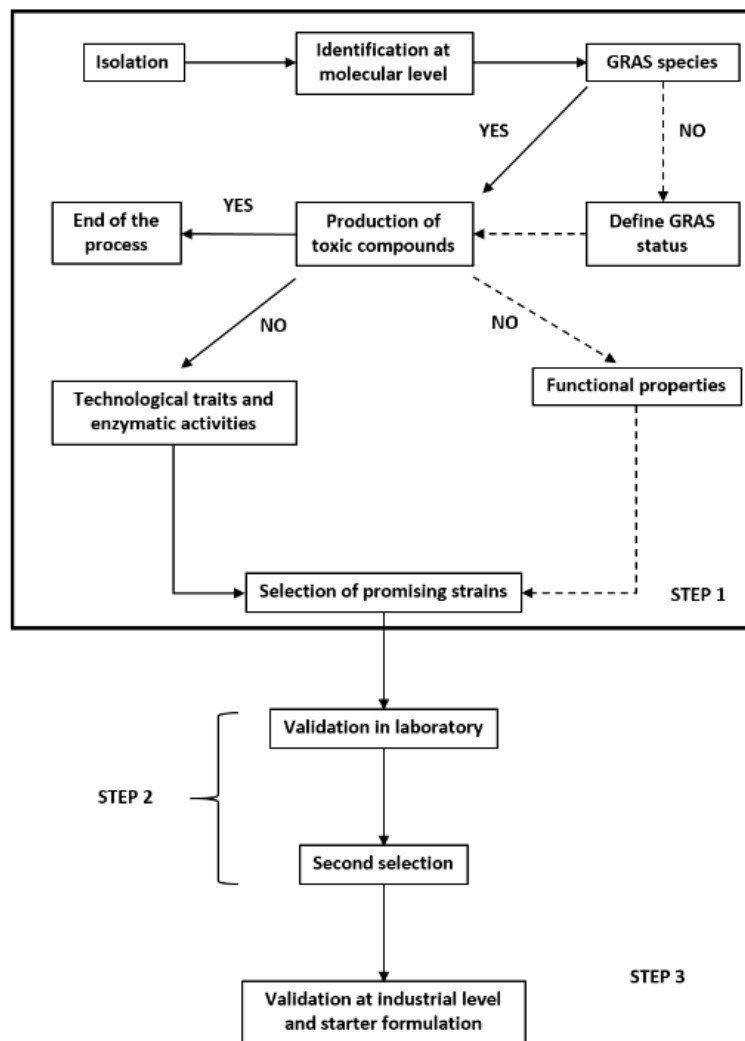 Isolation
Identification at
molecular level
GRAS species
YES
NO
End of the
process
YES
Production of
toxic compounds
Define GRAS
status
NO
NO
Technological traits and
enzymatic activities
Functional properties
Selection of promising strains
STEP 1
Validation in laboratory
STEP 2
Second selection
STEP 3
Validation at industrial level
and starter formulation